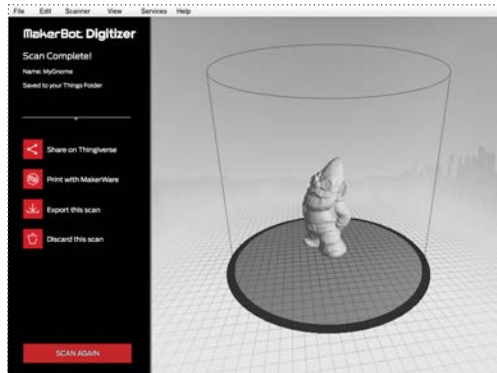 File Edit Scanner View Services Help
MakerBot Digitizer
Scan Complete!
Name: MyGnome
Saved to your Things Folder
Share on Thingiverse
Print with MakerWare
Export this scan
Discard this scan
SCAN AGAIN